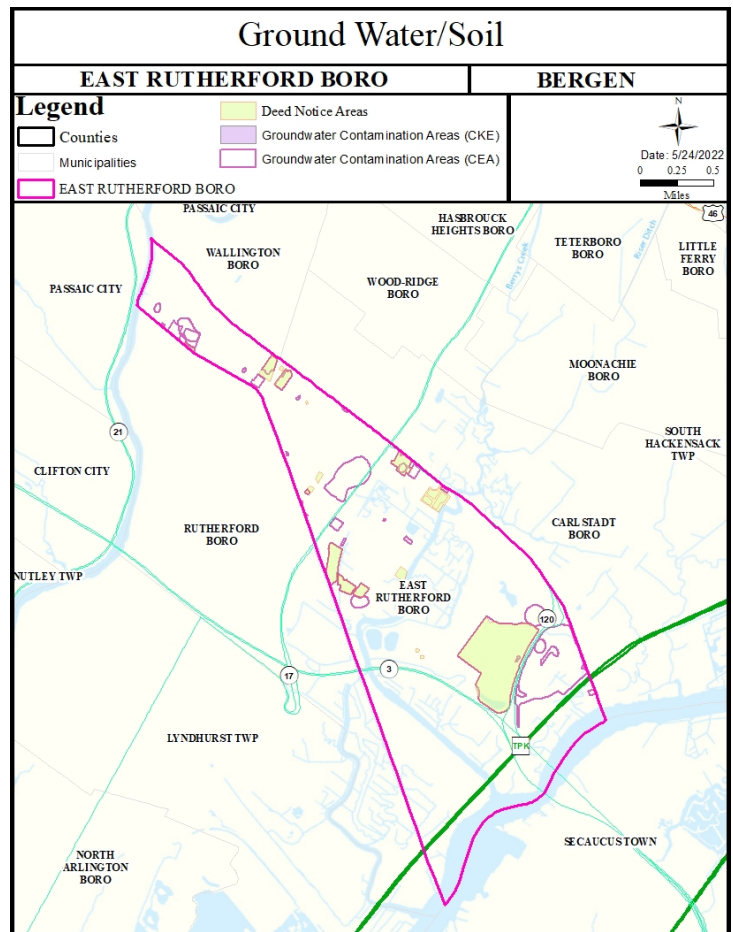 Ground Water/Soil
EAST RUTHERFORD BORO
BERGEN
Legend
Counties
Municipalities
EAST RUTHERFORD BORO
Deed Notice Areas
Groundwater Contamination Areas (CKE)
Groundwater Contamination Areas (CEA)
N
Date: 5/24/2022
0 0.25 0.5
Miles
46
PASSAIC CITY
WALLINGTON
BORO
HASBROUCK
HEIGHTS BORO
TETERBORO
BORO
LITTLE
FERRY
BORO
Berrys Creek
Riser Ditch
PASSAIC CITY
WOOD-RIDGE
BORO
MOONACHIE
BORO
21
SOUTH
HACKENSACK
TWP
CLIFTON CITY
RUTHERFORD
BORO
CARLSTADT
BORO
NUTLEY TWP
EAST
RUTHERFORD
BORO
120
17
3
LYNDHURST TWP
TPK
SECAUCUS TOWN
NORTH
ARLINGTON
BORO